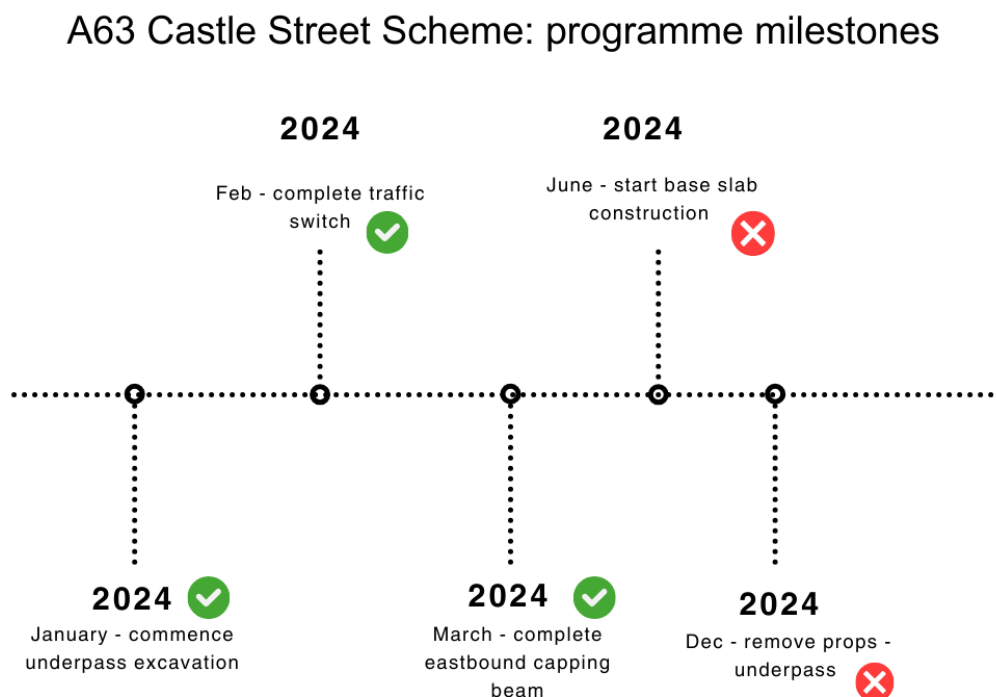 A63 Castle Street Scheme: programme milestones
2024
Feb - complete traffic
switch
2024
June - start base slab
construction
2024
January - commence
underpass excavation
2024
March - complete
eastbound capping
beam
2024
Dec - remove props -
underpass